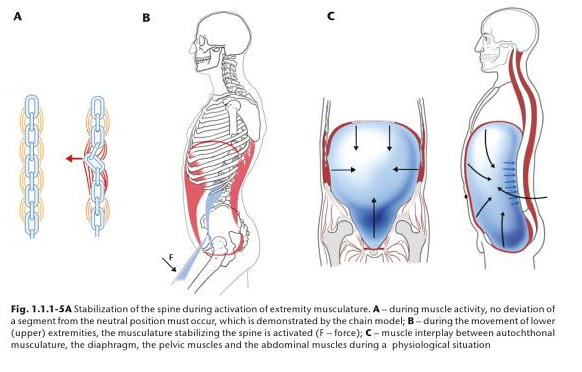 A
B
C
F
Fig. 1.1.1-5A Stabilization of the spine during activation of extremity musculature. A – during muscle activity, no deviation of
a segment from the neutral position must occur, which is demonstrated by the chain model; B – during the movement of lower
(upper) extremities, the musculature stabilizing the spine is activated (F – force); C – muscle interplay between autochthonal
musculature, the diaphragm, the pelvic muscles and the abdominal muscles during a physiological situation